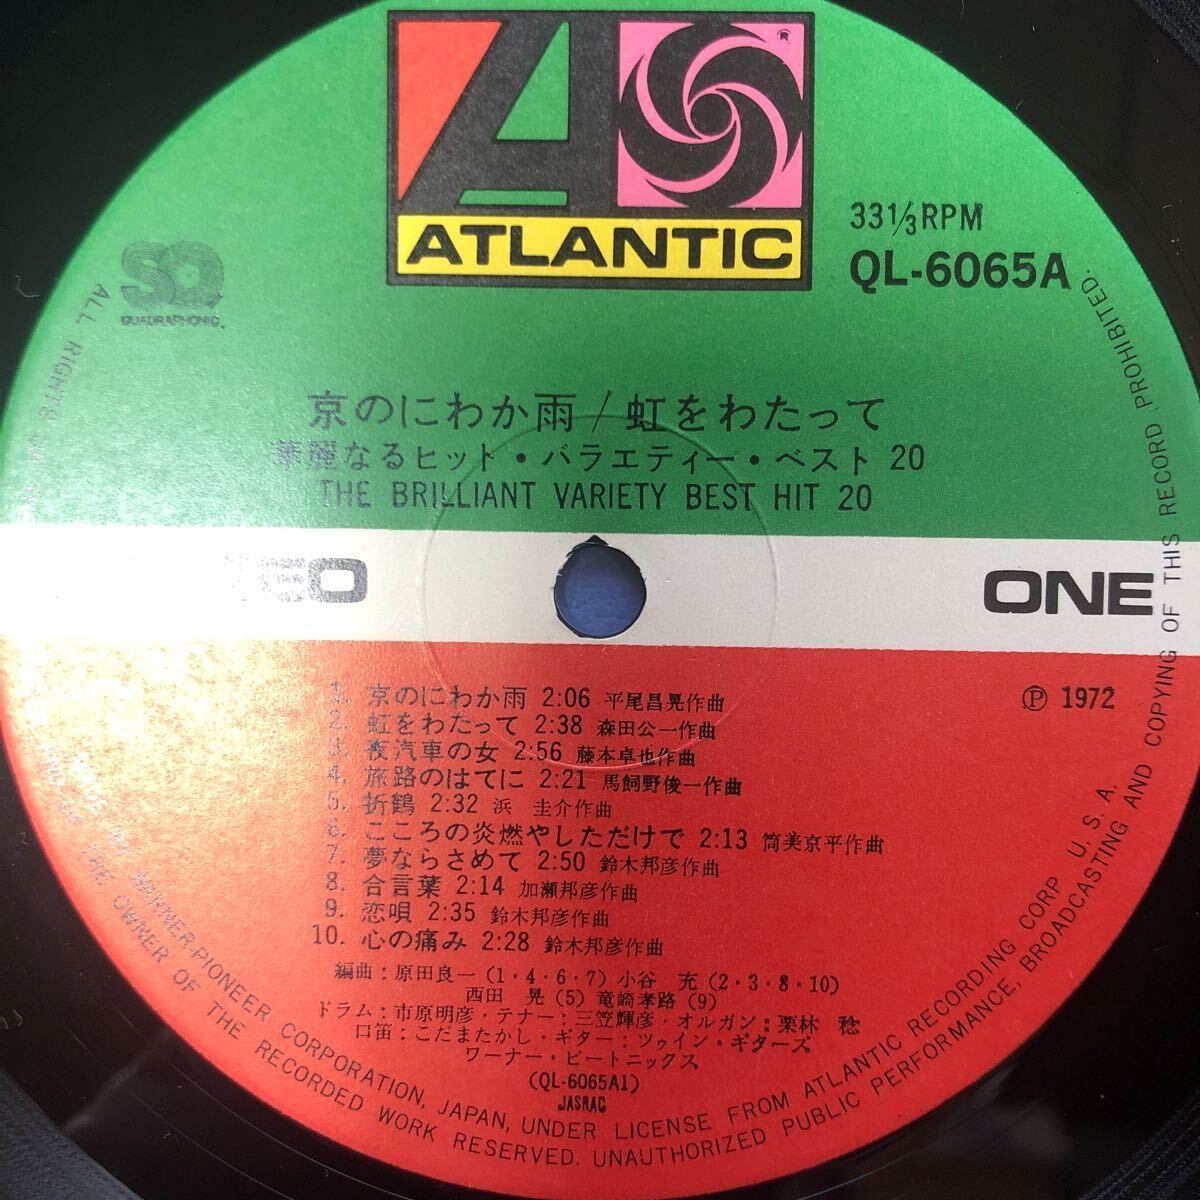 ATLANTIC
33 1/3 RPM
QL-6065A
SQ
QUADRAPHONIC
京のにわか雨/虹をわたって
華麗なるヒット・バラエティー・ベスト 20
THE BRILLIANT VARIETY BEST HIT 20
ONE
℗ 1972
1. 京のにわか雨 2:06 平尾昌晃作曲
2. 虹をわたって 2:38 森田公一作曲
3. 夜汽車の女 2:56 藤本卓也作曲
4. 旅路のはてに 2:21 馬飼野俊一作曲
5. 折鶴 2:32 浜 圭介作曲
6. こころの炎燃やしただけで 2:13 筒美京平作曲
7. 夢ならさめて 2:50 鈴木邦彦作曲
8. 合言葉 2:14 加瀬邦彦作曲
9. 恋唄 2:35 鈴木邦彦作曲
10. 心の痛み 2:28 鈴木邦彦作曲
編曲:原田良一(1・4・6・7)小谷 充(2・3・8・10)
西田 晃(5)竜崎孝路(9)
ドラム:市原明彦・テナー:三笠輝彦・オルガン:栗林 稔
口笛:こだまたかし・ギター:ツゥイン・ギターズ
ワーナー・ビートニックス
(QL-6065A1)
JASRAC
WARNER-PIONEER CORPORATION, JAPAN, UNDER LICENSE FROM ATLANTIC RECORDING CORP U. S. A.
ALL RIGHTS THE OWNER OF THE RECORDED WORK RESERVED. UNAUTHORIZED PUBLIC PERFORMANCE, BROADCASTING AND COPYING OF THIS RECORD PROHIBITED.